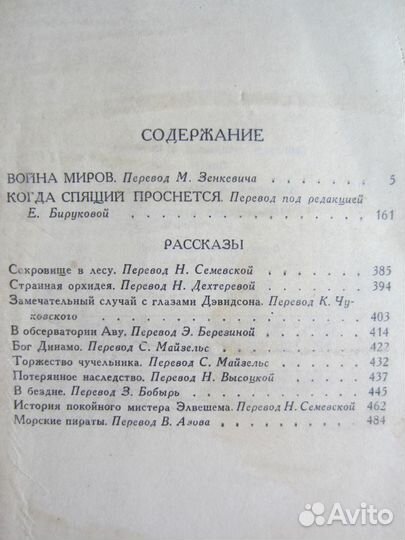 СОДЕРЖАНИЕ
ВОЙНА МИРОВ. Перевод М. Зенкевича . . . . . . . 5
КОГДА СПЯЩИЙ ПРОСНЕТСЯ. Перевод под редакцией
Е. Бируковой . . . . . . . . . . . . . 161
РАССКАЗЫ
Сокровище в лесу. Перевод Н. Семевской . . . . . 385
Странная орхидея. Перевод Н. Дехтеревой . . . . . 394
Замечательный случай с глазами Дэвидсона. Перевод К. Чу-
ковского . . . . . . . . . . . . . . . 403
В обсерватории Аву. Перевод Э. Березиной . . . . . 414
Бог Динамо. Перевод С. Майзельс . . . . . . . 422
Торжество чучельника. Перевод С. Майзельс . . . . 432
Потерянное наследство. Перевод Н. Высоцкой . . . . 437
В бездне. Перевод З. Бобырь . . . . . . . . 445
История покойного мистера Элвешема. Перевод Н. Семевской 462
Морские пираты. Перевод В. Азова . . . . . . . 484
Avito